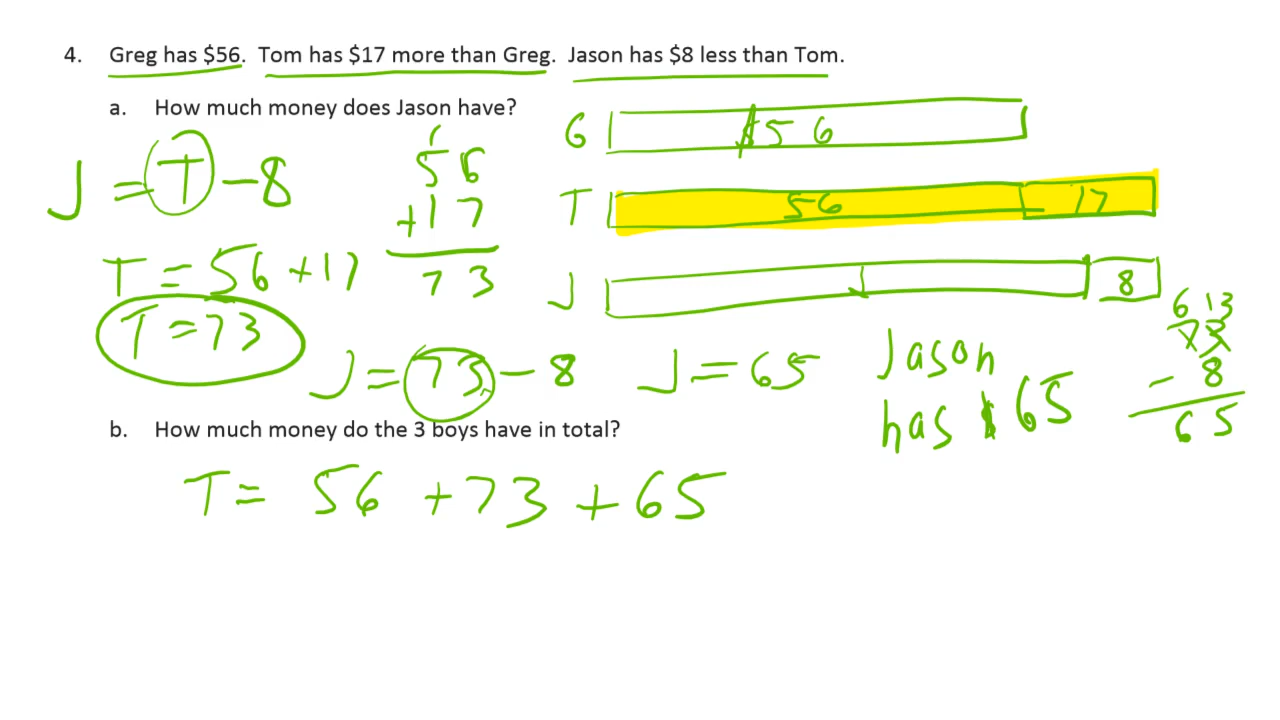 4. Greg has $56. Tom has $17 more than Greg. Jason has $8 less than Tom.
a. How much money does Jason have?
J = T - 8
T = 56 + 17
T = 73
1
56
+17
73
G $56
T 56 17
J 8
J = 73 - 8 J = 65
Jason
has $65
6 13
73
- 8
65
b. How much money do the 3 boys have in total?
T = 56 + 73 + 65